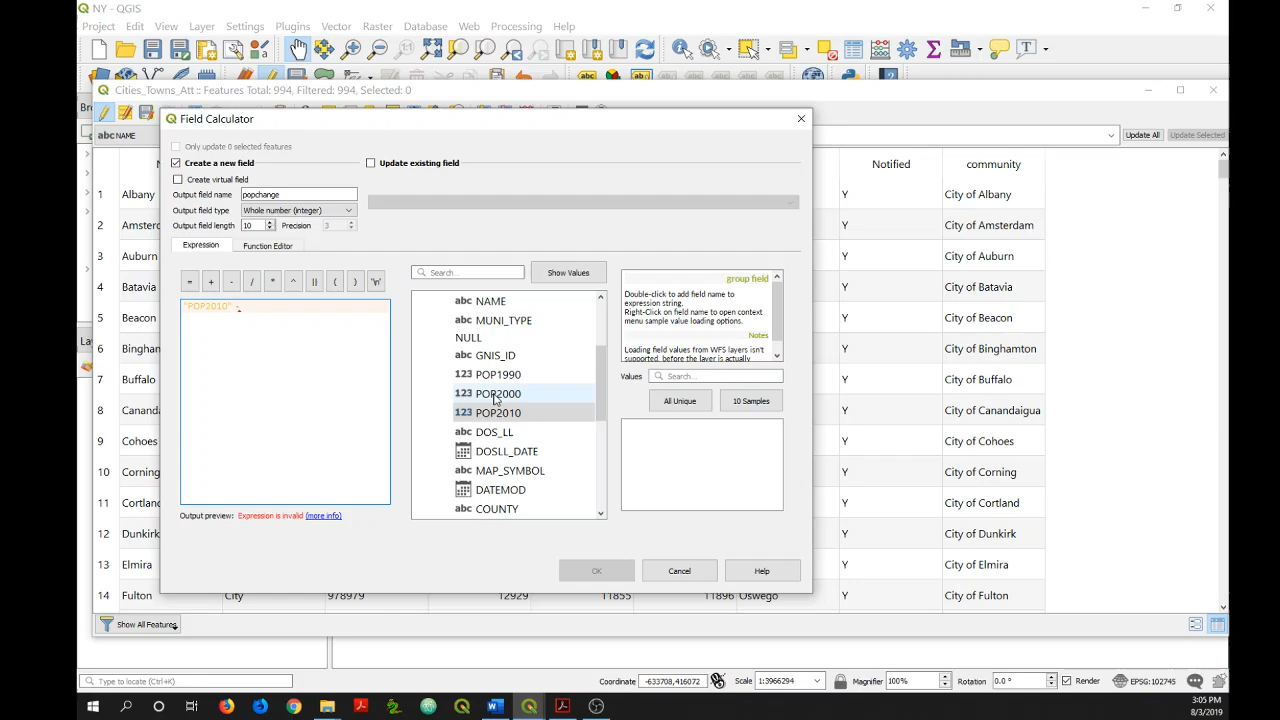 NY - QGIS
Project Edit View Layer Settings Plugins Vector Raster Database Web Processing Help
Cities_Towns_Att :: Features Total: 994, Filtered: 994, Selected: 0
abc NAME
Update All Update Selected
Field Calculator
Only update 0 selected features
Create a new field Update existing field
Create virtual field
Output field name popchange
Output field type Whole number (integer)
Output field length 10 Precision 3
Expression Function Editor
= + - / * ^ || ( ) '\n'
Search... Show Values
"POP2010" -
abc NAME
abc MUNI_TYPE
NULL
abc GNIS_ID
123 POP1990
123 POP2000
123 POP2010
abc DOS_LL
DOSLL_DATE
abc MAP_SYMBOL
DATEMOD
abc COUNTY
group field
Double-click to add field name to
expression string.
Right-Click on field name to open context
menu sample value loading options.
Notes
Loading field values from WFS layers isn't
supported, before the layer is actually
Values Search...
All Unique 10 Samples
Output preview: Expression is invalid (more info)
OK Cancel Help
Notified community
1 Albany Y City of Albany
2 Amsterd Y City of Amsterdam
3 Auburn Y City of Auburn
4 Batavia Y City of Batavia
5 Beacon Y City of Beacon
6 Bingham Y City of Binghamton
7 Buffalo Y City of Buffalo
8 Canand Y City of Canandaigua
9 Cohoes Y City of Cohoes
10 Corning Y City of Corning
11 Cortland Y City of Cortland
12 Dunkirk Y City of Dunkirk
13 Elmira Y City of Elmira
14 Fulton City 978979 12929 11855 11896 Oswego Y City of Fulton
Show All Features
Type to locate (Ctrl+K) Coordinate -633708,416072 Scale 1:3966294 Magnifier 100% Rotation 0.0 ° Render EPSG:102745
3:05 PM
8/3/2019